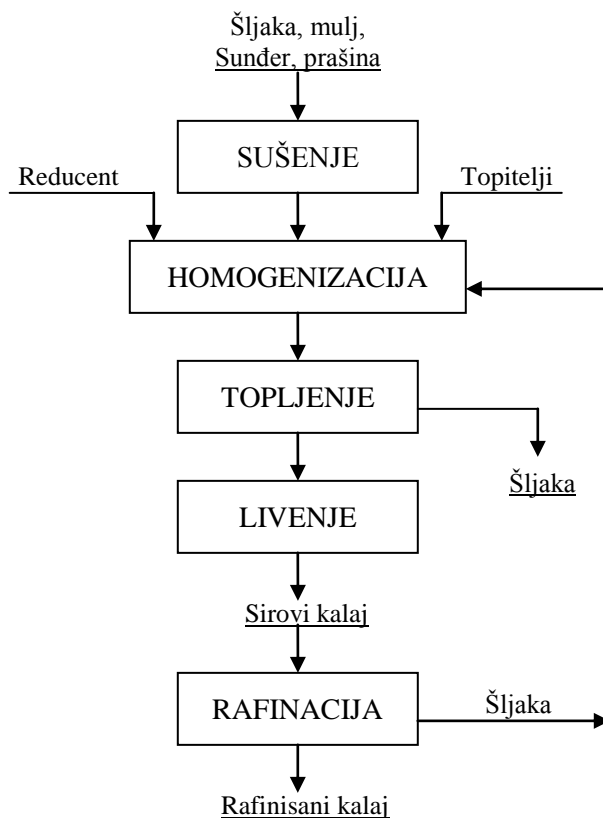 Šljaka, mulj,
Sunđer, prašina
SUŠENJE
Reducent
Topitelji
HOMOGENIZACIJA
TOPLJENJE
Šljaka
LIVENJE
Sirovi kalaj
RAFINACIJA
Šljaka
Rafinisani kalaj